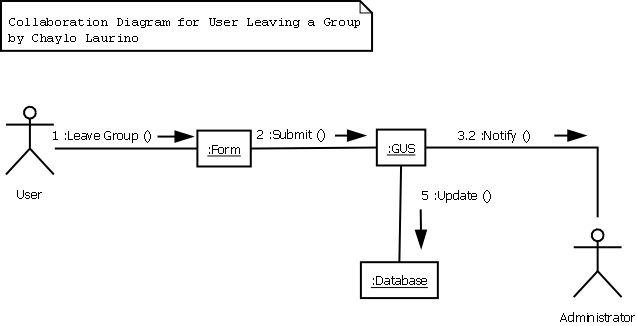 Collaboration Diagram for User Leaving a Group
by Chaylo Laurino
1 :Leave Group ()
2 :Submit ()
3.2 :Notify ()
:Form
:GUS
User
5 :Update ()
:Database
Administrator